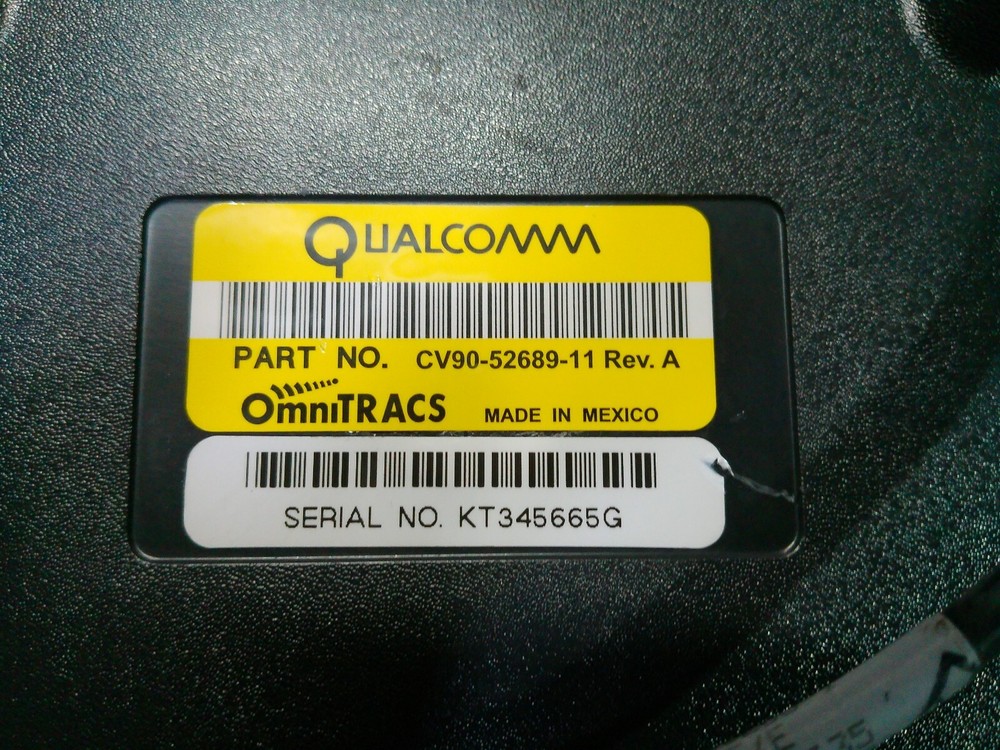 QUALCOMM
PART NO. CV90-52689-11 Rev. A
OmniTRACS MADE IN MEXICO
SERIAL NO. KT345665G